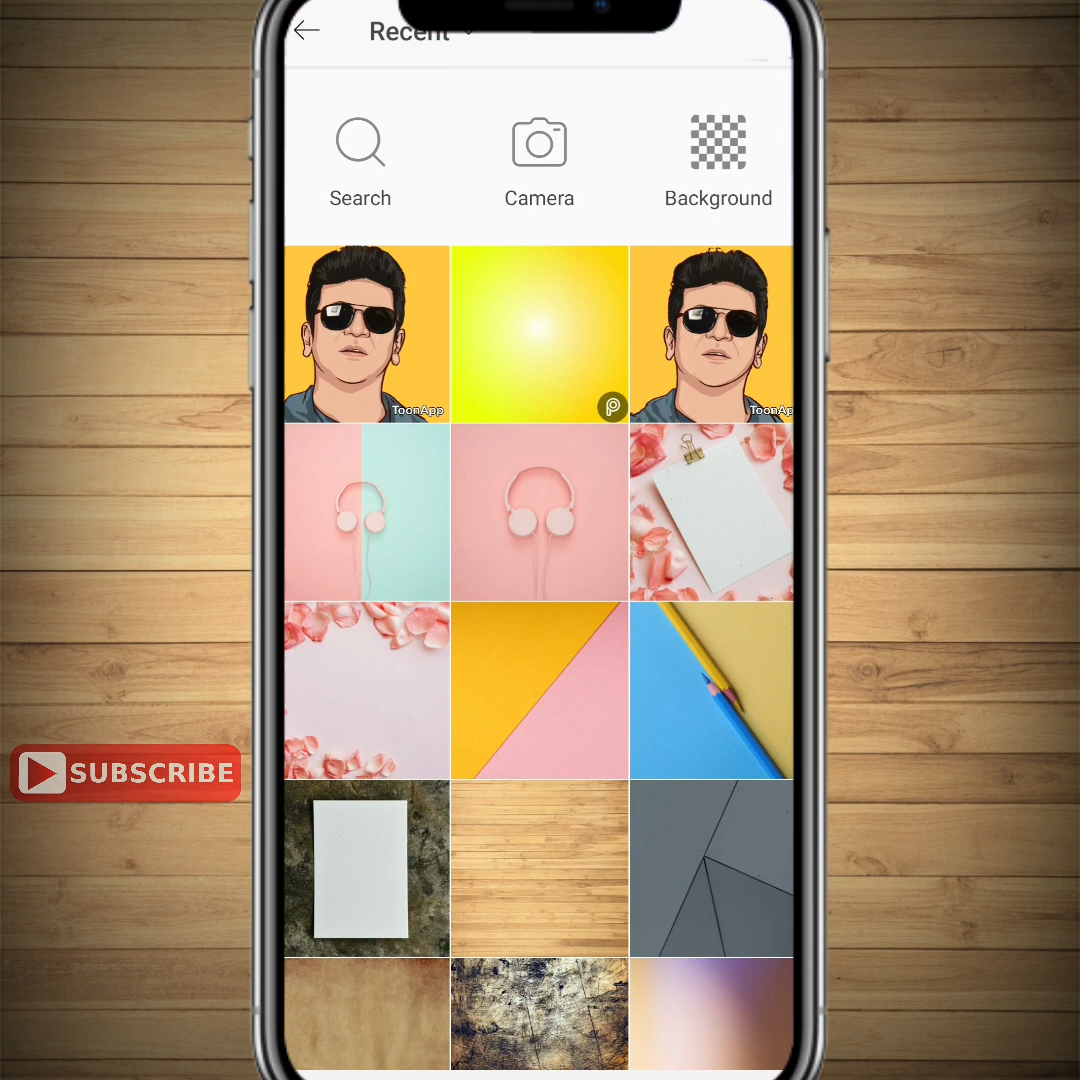 Recent
Search
Camera
Background
ToonApp
ToonAp
SUBSCRIBE